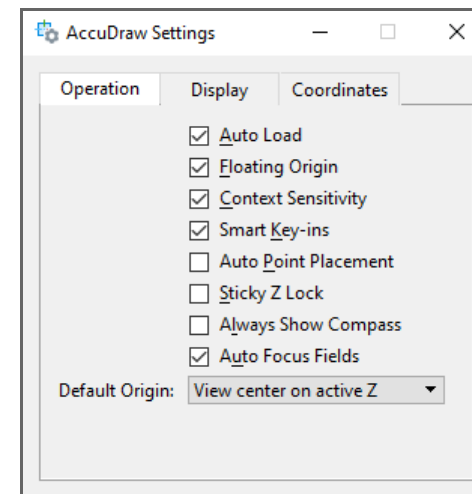 AccuDraw Settings
Operation Display Coordinates
Auto Load
Floating Origin
Context Sensitivity
Smart Key-ins
Auto Point Placement
Sticky Z Lock
Always Show Compass
Auto Focus Fields
Default Origin: View center on active Z